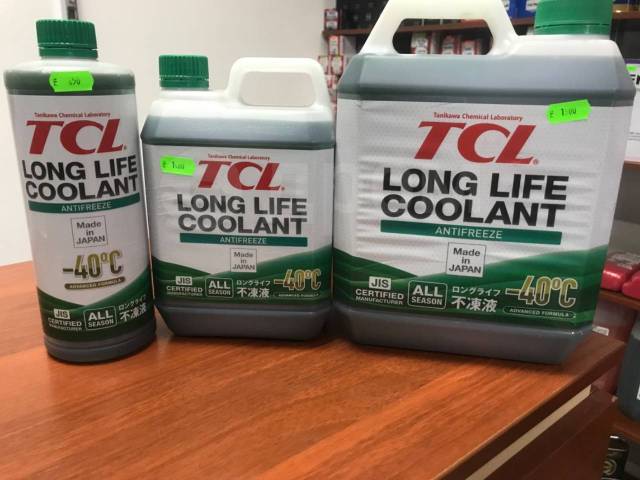 Tanikawa Chemical Laboratory
TCL
LONG LIFE
COOLANT
ANTIFREEZE
Made
in
JAPAN
-40°C
ADVANCED FORMULA
JIS
CERTIFIED
MANUFACTURER
ALL
SEASON
ロングライフ
不凍液
Tanikawa Chemical Laboratory
TCL
LONG LIFE
COOLANT
ANTIFREEZE
Made
in
JAPAN
-40°C
ADVANCED FORMULA
JIS
CERTIFIED
MANUFACTURER
ALL
SEASON
ロングライフ
不凍液
Tanikawa Chemical Laboratory
TCL
LONG LIFE
COOLANT
ANTIFREEZE
Made
in
JAPAN
-40°C
ADVANCED FORMULA
JIS
CERTIFIED
MANUFACTURER
ALL
SEASON
ロングライフ
不凍液